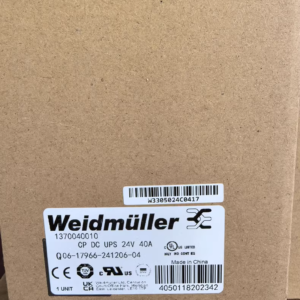 W3305024C0417
Weidmüller
1370040010
CP DC UPS 24V 40A
Q06-17966-241206-04
Made in China
1 UNIT
4050118202342